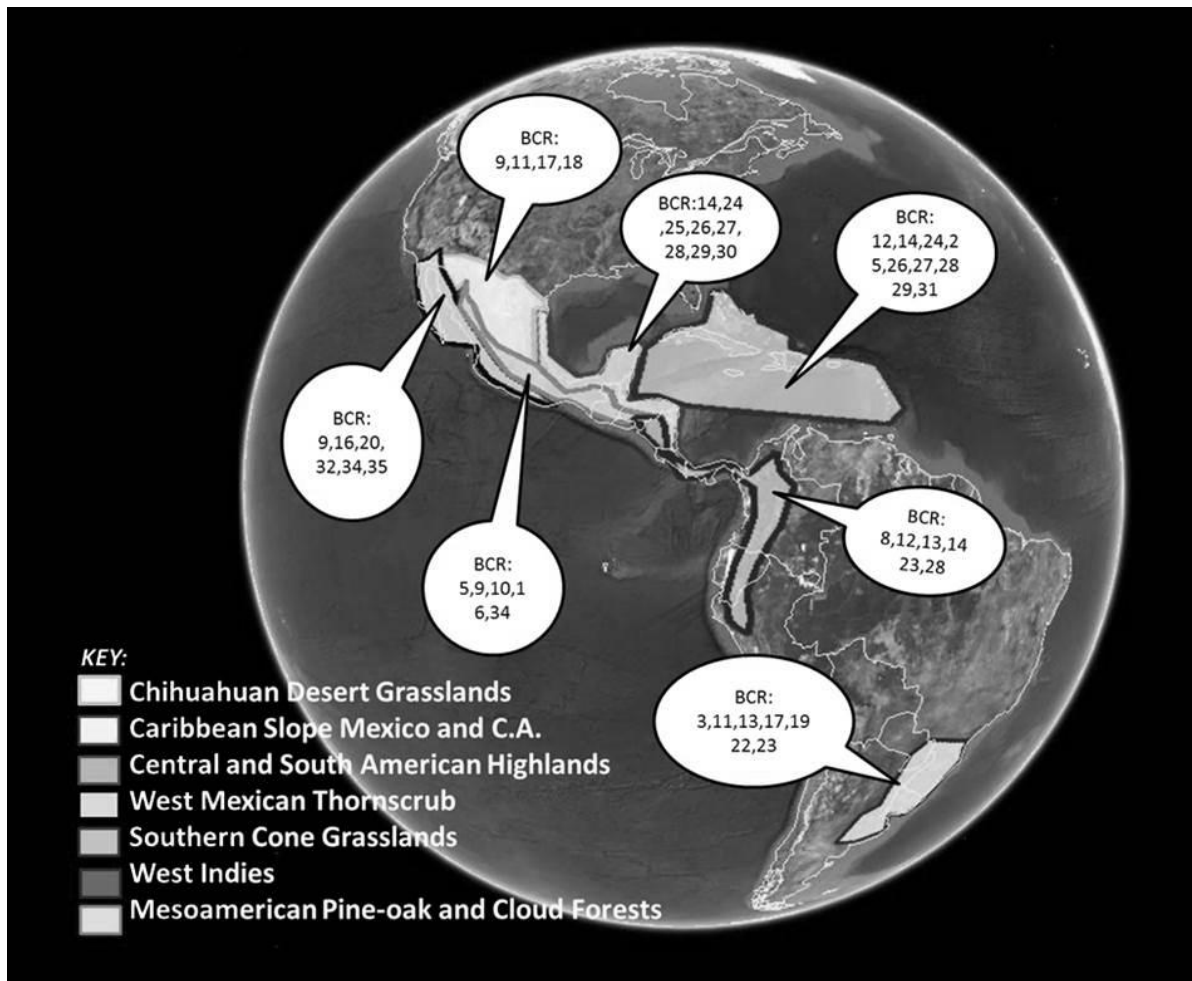 BCR:
9,11,17,18
BCR:14,24
,25,26,27,
28,29,30
BCR:
12,14,24,2
5,26,27,28
29,31
BCR:
9,16,20,
32,34,35
BCR:
5,9,10,1
6,34
BCR:
8,12,13,14
23,28
BCR:
3,11,13,17,19
22,23
KEY:
Chihuahuan Desert Grasslands
Caribbean Slope Mexico and C.A.
Central and South American Highlands
West Mexican Thornscrub
Southern Cone Grasslands
West Indies
Mesoamerican Pine-oak and Cloud Forests